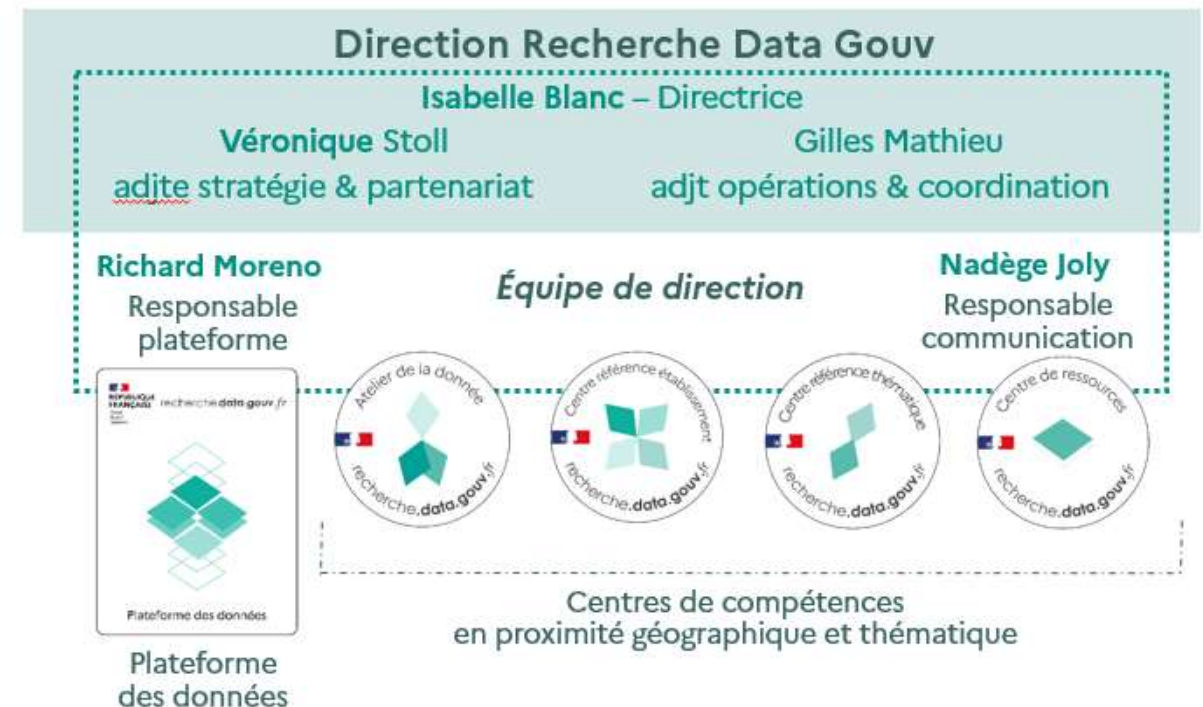 Direction Recherche Data Gouv
Isabelle Blanc – Directrice
Véronique Stoll
adjte stratégie & partenariat
Gilles Mathieu
adjt opérations & coordination
Richard Moreno
Responsable
plateforme
Équipe de direction
Nadège Joly
Responsable
communication
RÉPUBLIQUE
FRANÇAISE
recherche.data.gouv.fr
Plateforme des données
Atelier de la donnée
recherche.data.gouv.fr
Centre référence établissement
recherche.data.gouv.fr
Centre référence thématique
recherche.data.gouv.fr
Centre de ressources
recherche.data.gouv.fr
Plateforme
des données
Centres de compétences
en proximité géographique et thématique